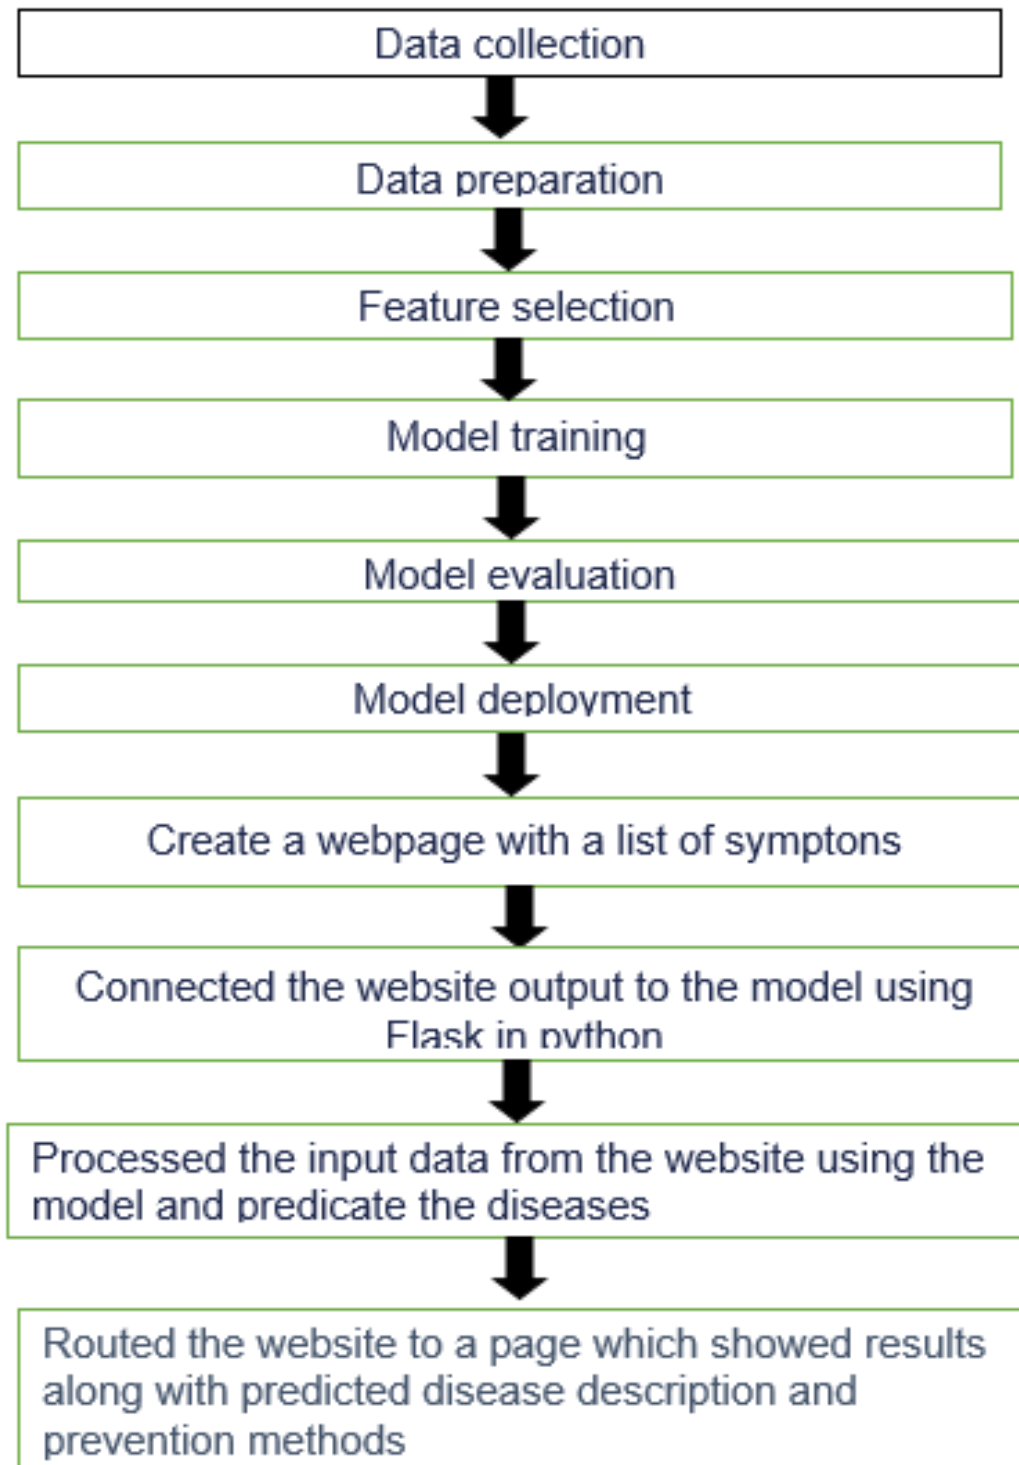 Data collection
Data preparation
Feature selection
Model training
Model evaluation
Model deployment
Create a webpage with a list of symptons
Connected the website output to the model using
Flask in python
Processed the input data from the website using the
model and predicate the diseases
Routed the website to a page which showed results
along with predicted disease description and
prevention methods